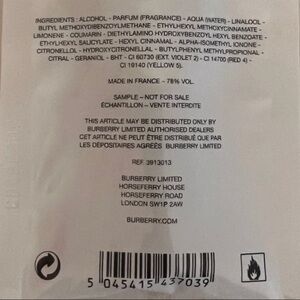 INGREDIENTS : ALCOHOL - PARFUM (FRAGRANCE) - AQUA (WATER) - LINALOOL -
BUTYL METHOXYDIBENZOYLMETHANE - ETHYLHEXYL METHOXYCINNAMATE -
LIMONENE - COUMARIN - DIETHYLAMINO HYDROXYBENZOYL HEXYL BENZOATE -
ETHYLHEXYL SALICYLATE - HEXYL CINNAMAL - ALPHA-ISOMETHYL IONONE -
CITRONELLOL - HYDROXYCITRONELLAL - BUTYLPHENYL METHYLPROPIONAL
- CITRAL - GERANIOL - BHT - CI 60730 (EXT. VIOLET 2) - CI 14700 (RED 4) -
CI 19140 (YELLOW 5).
MADE IN FRANCE - 78% VOL.
SAMPLE - NOT FOR SALE
ÉCHANTILLON - VENTE INTERDITE
THIS ARTICLE MAY BE DISTRIBUTED ONLY BY
BURBERRY LIMITED AUTHORISED DEALERS
CET ARTICLE NE PEUT ÊTRE DISTRIBUÉ QUE PAR
LES DÉPOSITAIRES AGRÉÉS BURBERRY LIMITED
REF 3913013
BURBERRY LIMITED
HORSEFERRY HOUSE
HORSEFERRY ROAD
LONDON SW1P 2AW
BURBERRY.COM
5 045415 437039